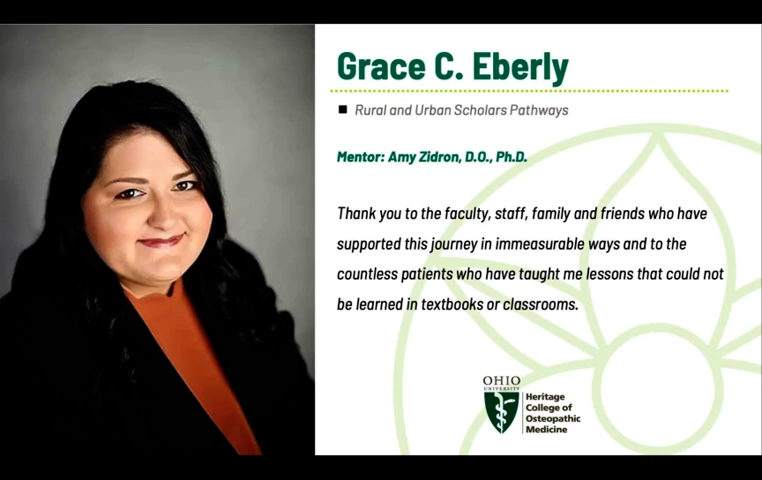 Grace C. Eberly
Rural and Urban Scholars Pathways
Mentor: Amy Zidron, D.O., Ph.D.
Thank you to the faculty, staff, family and friends who have
supported this journey in immeasurable ways and to the
countless patients who have taught me lessons that could not
be learned in textbooks or classrooms.
OHIO
UNIVERSITY
Heritage
College of
Osteopathic
Medicine